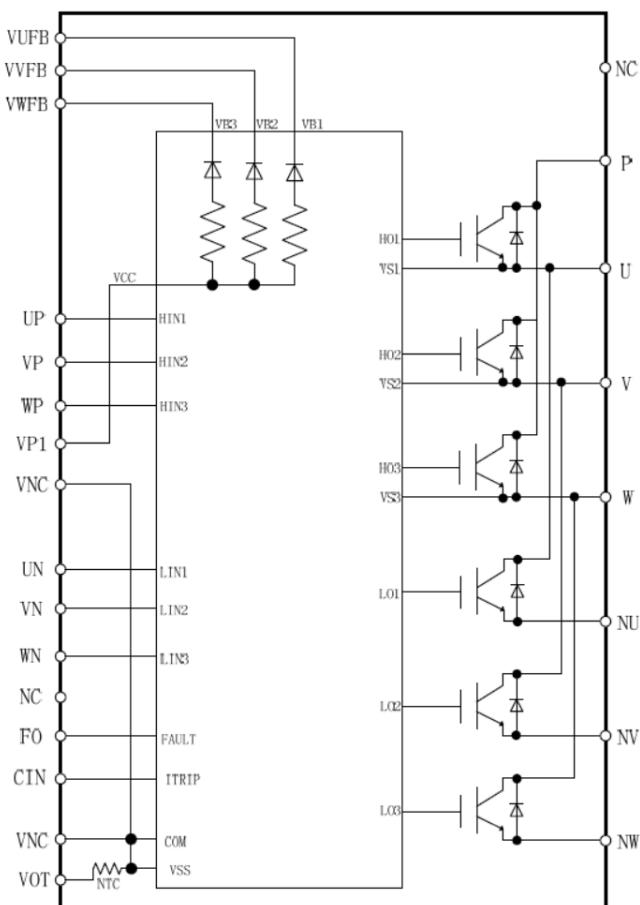 VUFB
VVFB
VWFB
VB3 VB2 VB1
NC
P
HO1
VS1
U
VCC
UP
HIN1
VP
HIN2
HO2
VS2
V
WP
HIN3
VP1
VNC
HO3
VS3
W
UN
LIN1
VN
LIN2
LO1
NU
WN
LIN3
NC
LO2
FO
FAULT
NV
CIN
ITRIP
LO3
VNC
COM
NW
VOT
NTC
VSS